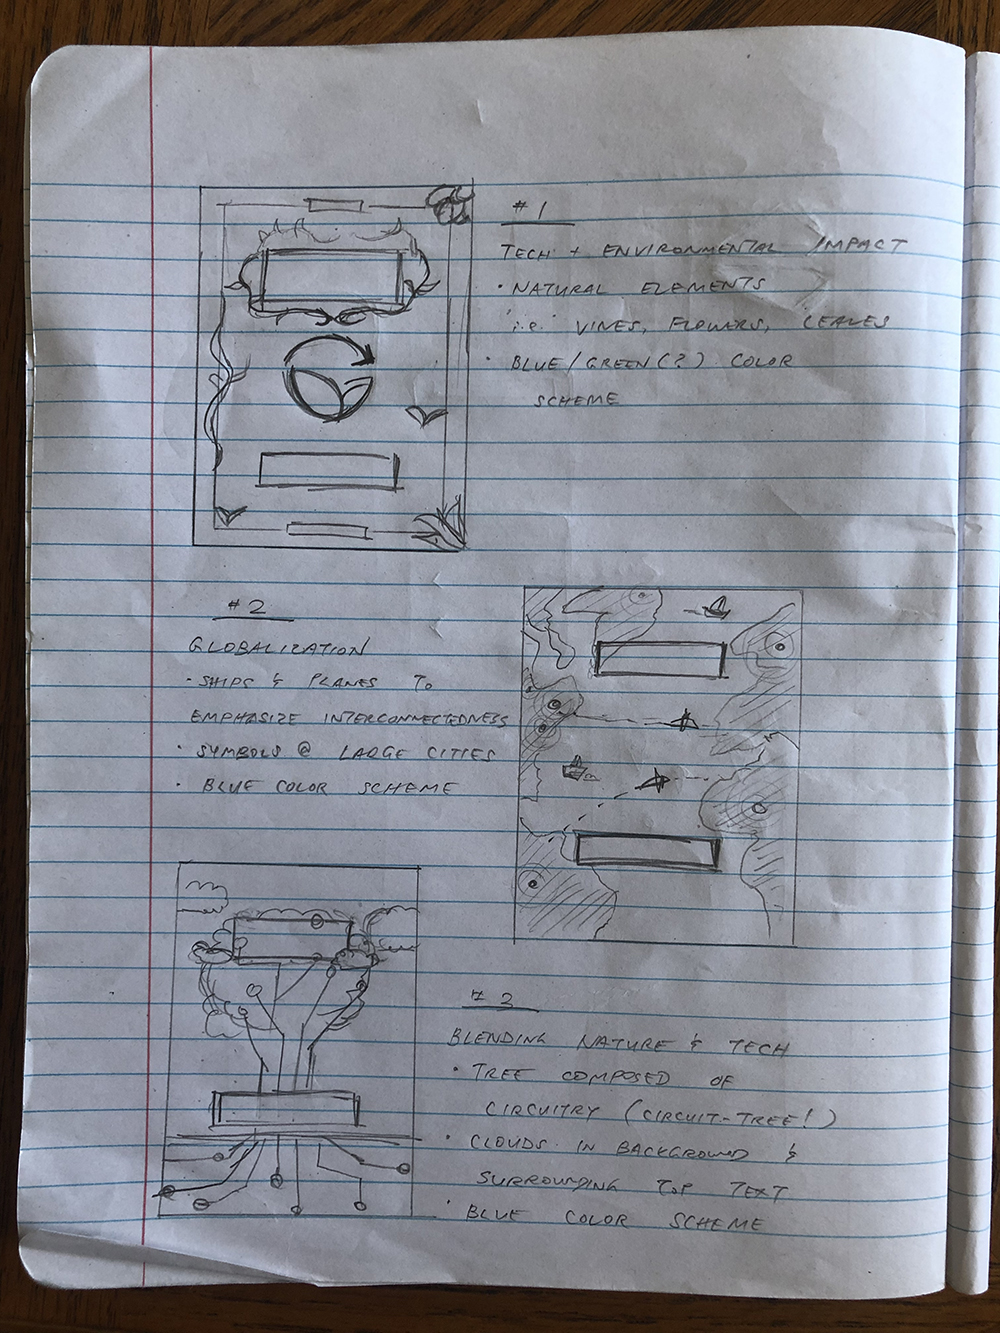 #1
TECH + ENVIRONMENTAL IMPACT
• NATURAL ELEMENTS
i.e. VINES, FLOWERS, LEAVES
• BLUE/GREEN(?) COLOR
SCHEME
#2
GLOBALIZATION
• SHIPS & PLANES TO
EMPHASIZE INTERCONNECTEDNESS
• SYMBOLS @ LARGE CITIES
• BLUE COLOR SCHEME
#3
BLENDING NATURE & TECH
• TREE COMPOSED OF
CIRCUITRY (CIRCUIT-TREE!)
• CLOUDS IN BACKGROUND &
SURROUNDING TOP TEXT
• BLUE COLOR SCHEME